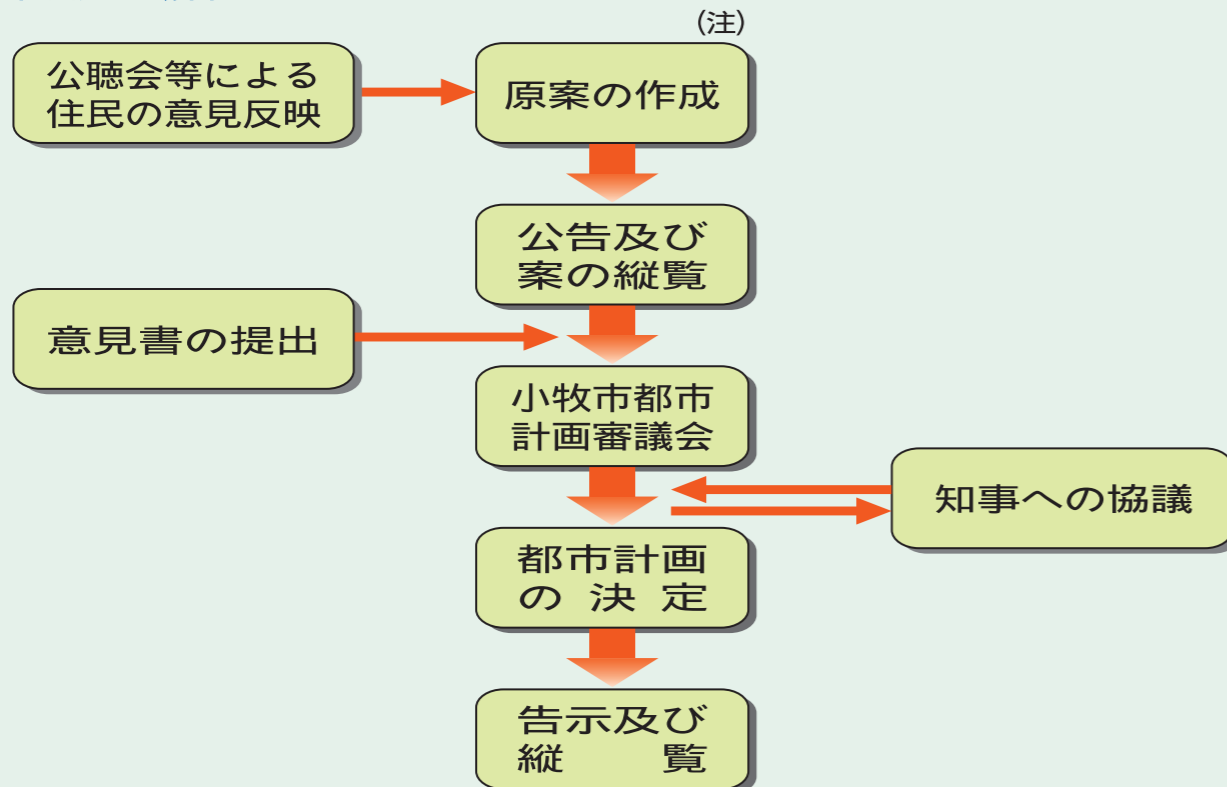 (注)
公聴会等による
住民の意見反映
原案の作成
公告及び
案の縦覧
意見書の提出
小牧市都市
計画審議会
知事への協議
都市計画
の決定
告示及び
縦覧